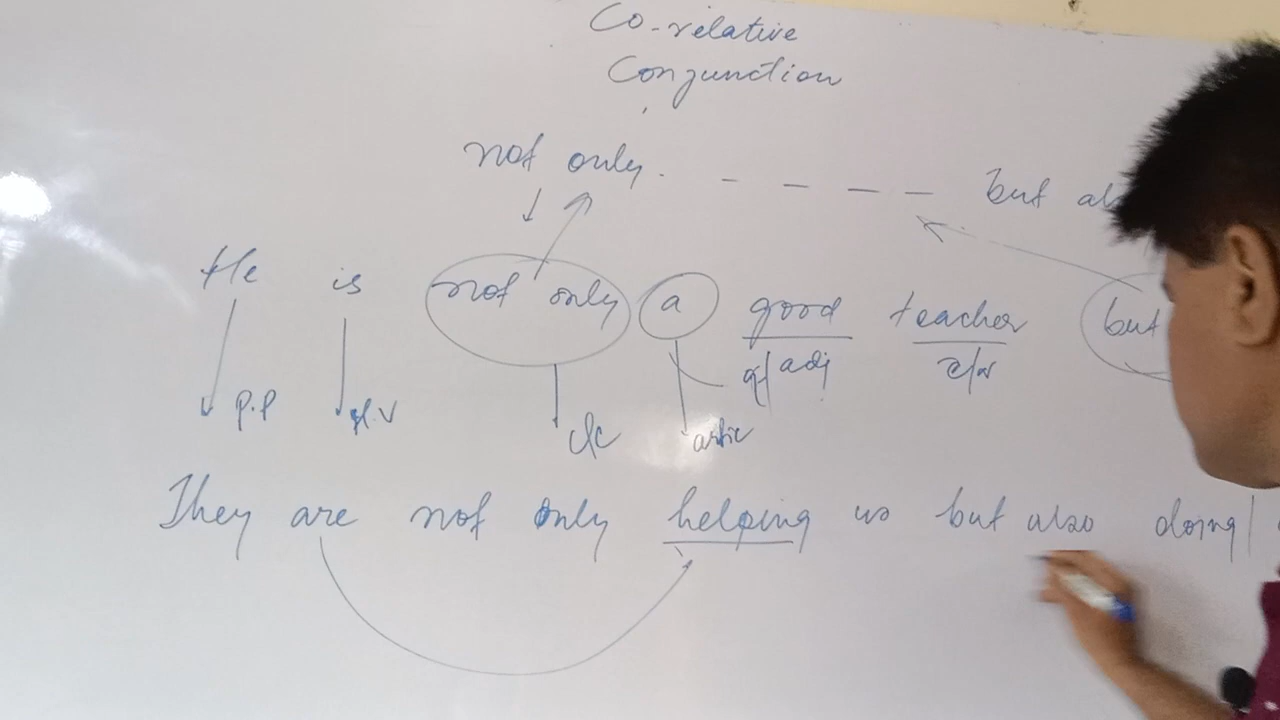 Co-relative
Conjunction
not only. - - - - but al
He is not only a good teacher but
q/adj
P.P H.V c/c artic
They are not only helping us but also doing